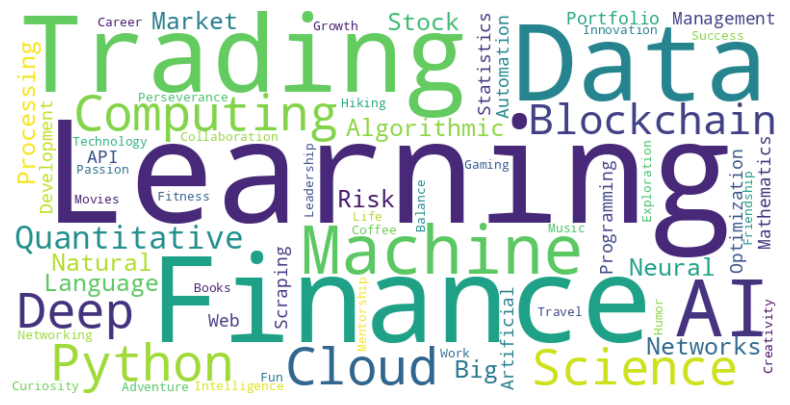 Career
Market
Growth
Stock
Portfolio
Management
Innovation
Success
Trading
Data
Statistics
Automation
Processing
Perseverance
Computing
Hiking
Development
Technology
Collaboration
Algorithmic
Blockchain
API
Passion
Learning
Gaming
Leadership
Movies
Fitness
Risk
Life
Coffee
Balance
Music
Programming
Exploration
Optimization
Friendship
Mathematics
Quantitative
Machine
Natural
Language
Neural
Finance
AI
Books
Scraping
Deep
Web
Mentorship
Travel
Artificial
Humor
Creativity
Networking
Python
Cloud
Work
Big
Science
Networks
Fun
Curiosity
Adventure
Intelligence